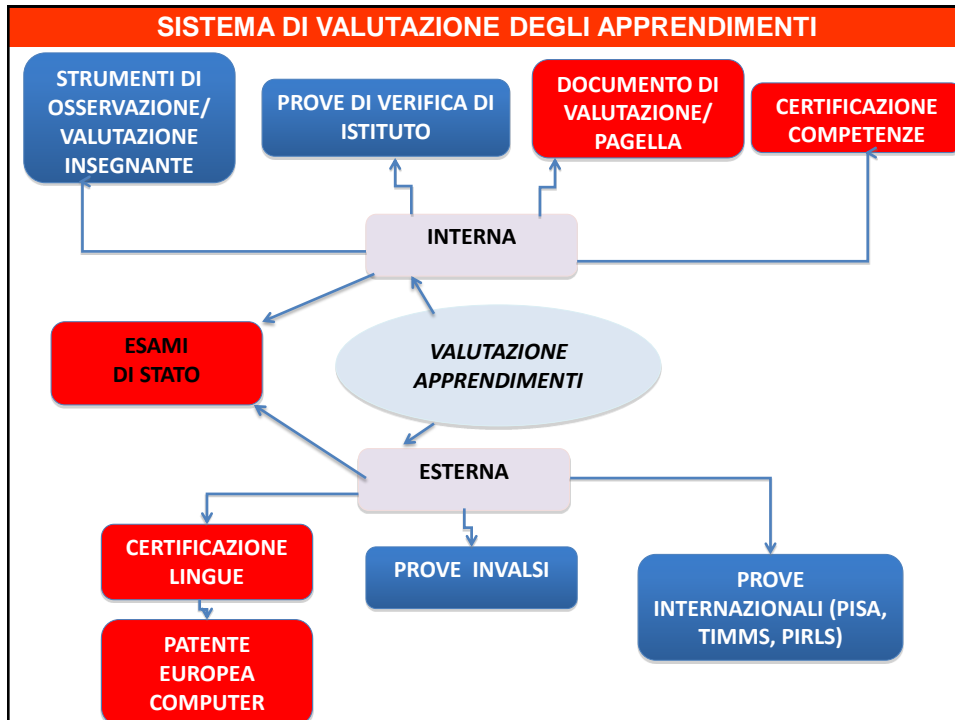 SISTEMA DI VALUTAZIONE DEGLI APPRENDIMENTI
STRUMENTI DI
OSSERVAZIONE/
VALUTAZIONE
INSEGNANTE
PROVE DI VERIFICA DI
ISTITUTO
DOCUMENTO DI
VALUTAZIONE/
PAGELLA
CERTIFICAZIONE
COMPETENZE
INTERNA
ESAMI
DI STATO
VALUTAZIONE
APPRENDIMENTI
ESTERNA
CERTIFICAZIONE
LINGUE
PROVE INVALSI
PROVE
INTERNAZIONALI (PISA,
TIMMS, PIRLS)
PATENTE
EUROPEA
COMPUTER